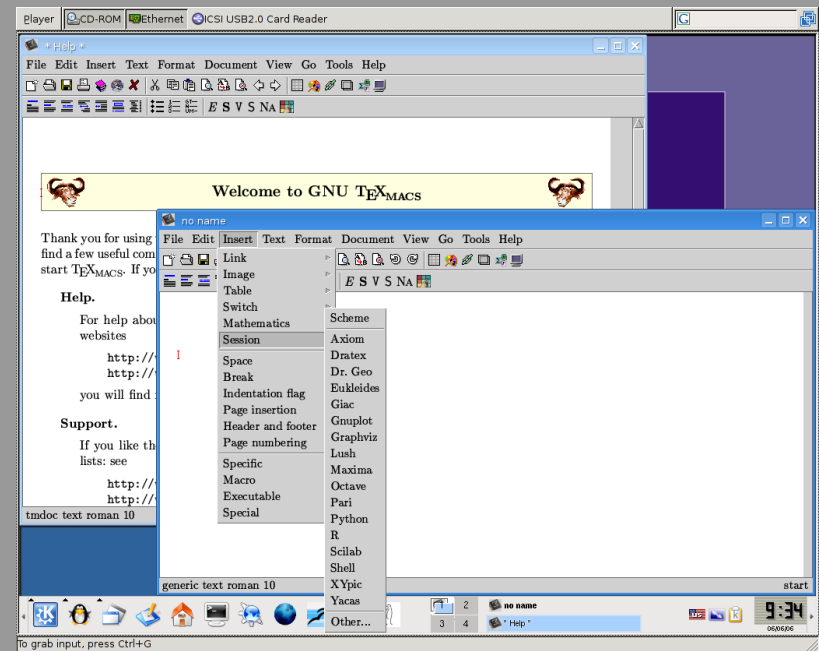 Player CD-ROM Ethernet ICSI USB2.0 Card Reader
* Help *
File Edit Insert Text Format Document View Go Tools Help
E S V S NA
Welcome to GNU TEXMACS
Thank you for using
find a few useful com
start TEXMACS. If yo
Help.
For help abou
websites
http://
http://
you will find
Support.
If you like th
lists: see
http://
http://
tmdoc text roman 10
no name
File Edit Insert Text Format Document View Go Tools Help
E S V S NA
Link
Image
Table
Switch
Mathematics
Session
Space
Break
Indentation flag
Page insertion
Header and footer
Page numbering
Specific
Macro
Executable
Special
Scheme
Axiom
Dratex
Dr. Geo
Eukleides
Giac
Gnuplot
Graphviz
Lush
Maxima
Octave
Pari
Python
R
Scilab
Shell
XYpic
Yacas
Other...
generic text roman 10 start
2 no name
3 4 * Help *
9:34
06/06/06
To grab input, press Ctrl+G